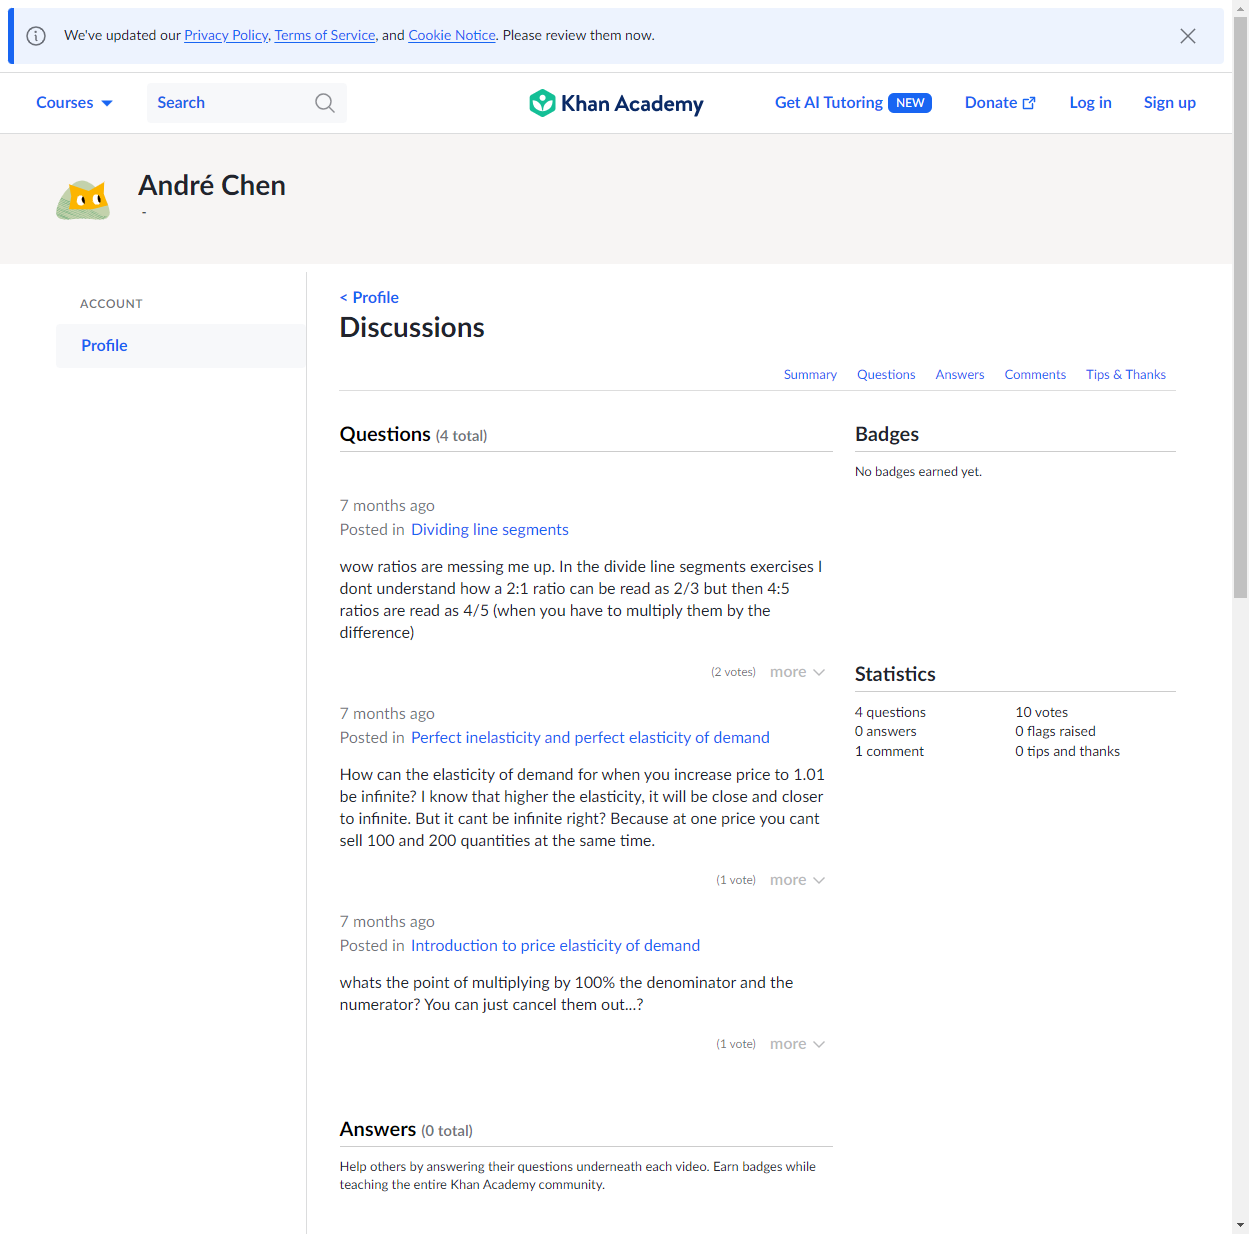 We've updated our Privacy Policy, Terms of Service, and Cookie Notice. Please review them now.
Courses
Search
Khan Academy
Get AI Tutoring NEW
Donate
Log in
Sign up
André Chen
-
ACCOUNT
Profile
< Profile
Discussions
Summary Questions Answers Comments Tips & Thanks
Questions (4 total)
7 months ago
Posted in Dividing line segments
wow ratios are messing me up. In the divide line segments exercises I
dont understand how a 2:1 ratio can be read as 2/3 but then 4:5
ratios are read as 4/5 (when you have to multiply them by the
difference)
(2 votes) more
7 months ago
Posted in Perfect inelasticity and perfect elasticity of demand
How can the elasticity of demand for when you increase price to 1.01
be infinite? I know that higher the elasticity, it will be close and closer
to infinite. But it cant be infinite right? Because at one price you cant
sell 100 and 200 quantities at the same time.
(1 vote) more
7 months ago
Posted in Introduction to price elasticity of demand
whats the point of multiplying by 100% the denominator and the
numerator? You can just cancel them out...?
(1 vote) more
Answers (0 total)
Help others by answering their questions underneath each video. Earn badges while
teaching the entire Khan Academy community.
Badges
No badges earned yet.
Statistics
4 questions 10 votes
0 answers 0 flags raised
1 comment 0 tips and thanks